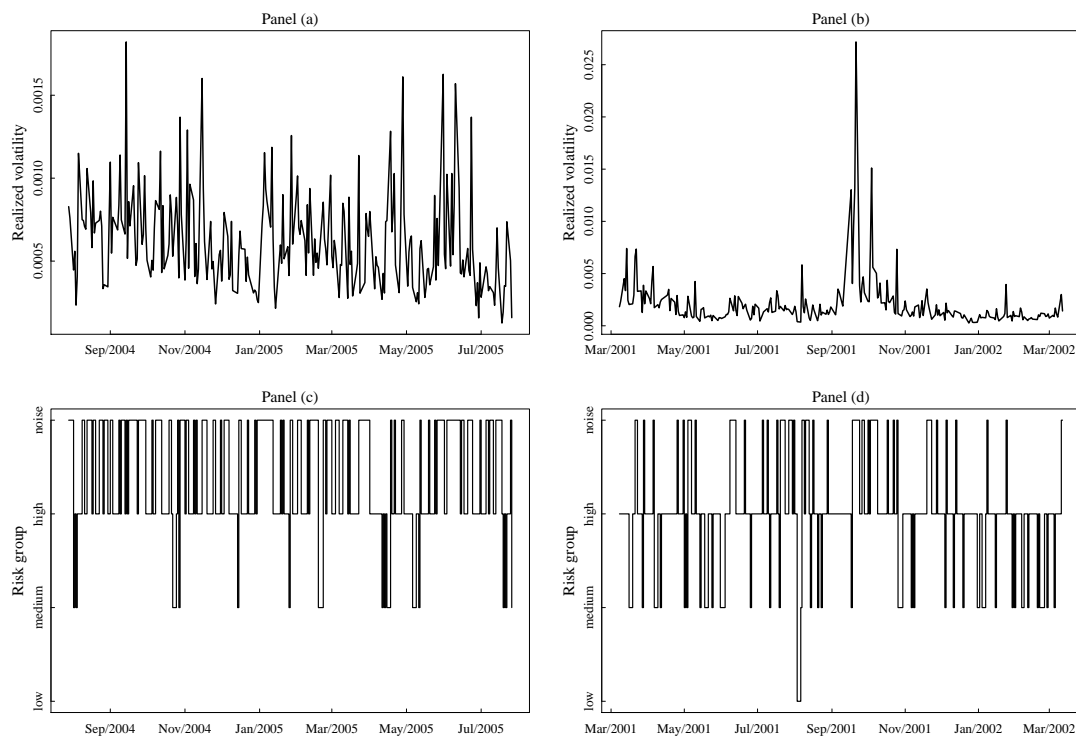 Panel (a)
Realized volatility
0.0005
0.0010
0.0015
Sep/2004 Nov/2004 Jan/2005 Mar/2005 May/2005 Jul/2005
Panel (b)
Realized volatility
0.000
0.005
0.010
0.015
0.020
0.025
Mar/2001 May/2001 Jul/2001 Sep/2001 Nov/2001 Jan/2002 Mar/2002
Panel (c)
Risk group
low
medium
high
noise
Sep/2004 Nov/2004 Jan/2005 Mar/2005 May/2005 Jul/2005
Panel (d)
Risk group
low
medium
high
noise
Mar/2001 May/2001 Jul/2001 Sep/2001 Nov/2001 Jan/2002 Mar/2002